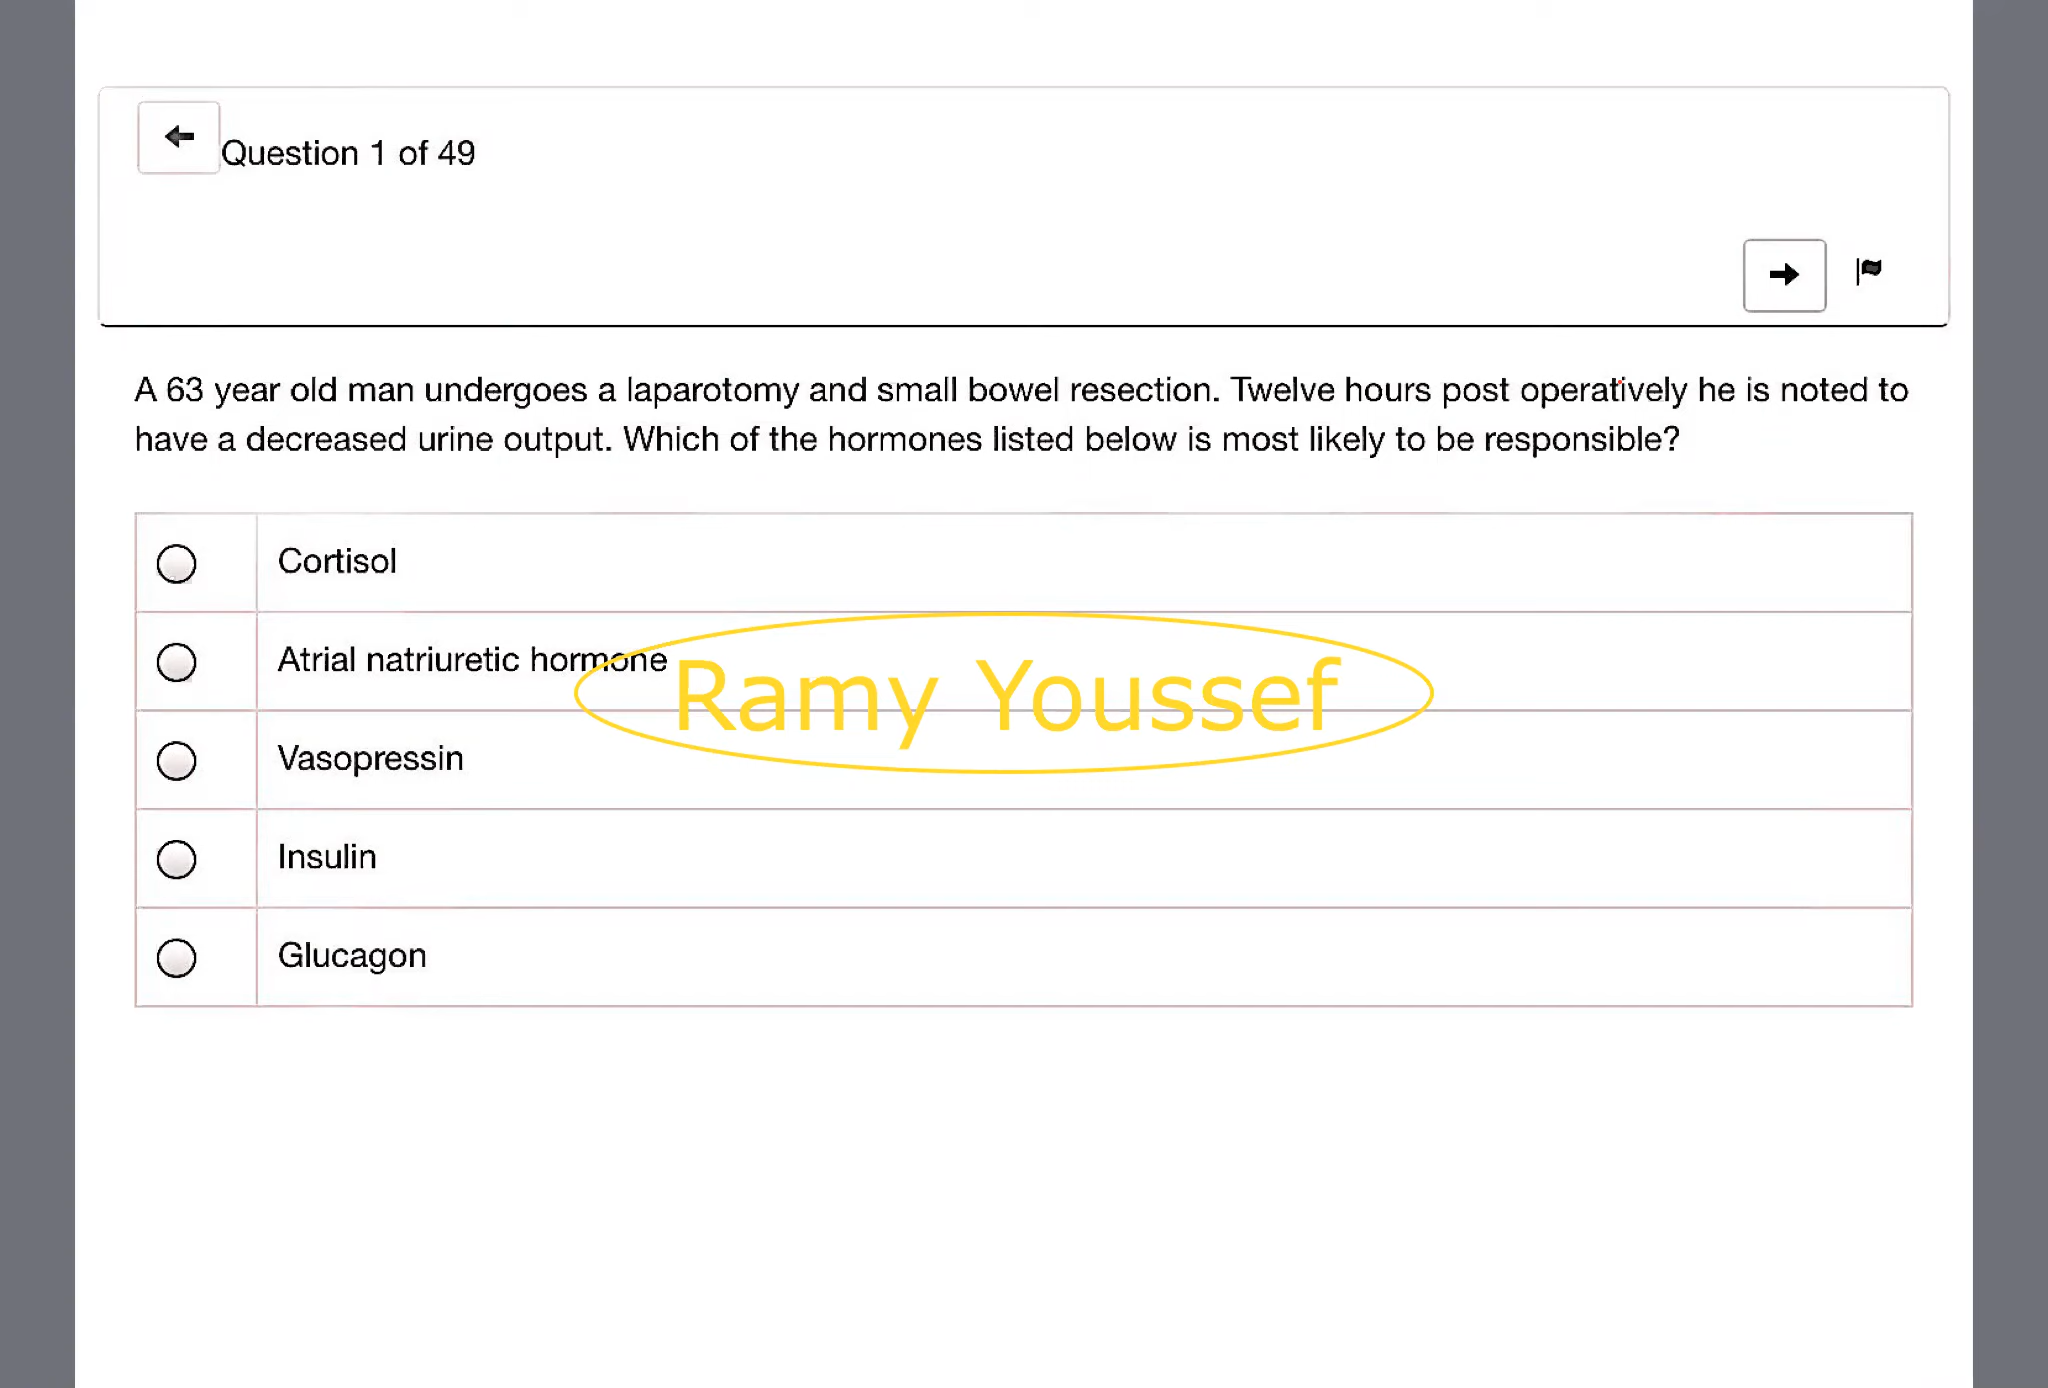 Question 1 of 49
A 63 year old man undergoes a laparotomy and small bowel resection. Twelve hours post operatively he is noted to
have a decreased urine output. Which of the hormones listed below is most likely to be responsible?
Cortisol
Atrial natriuretic hormone
Ramy Youssef
Vasopressin
Insulin
Glucagon